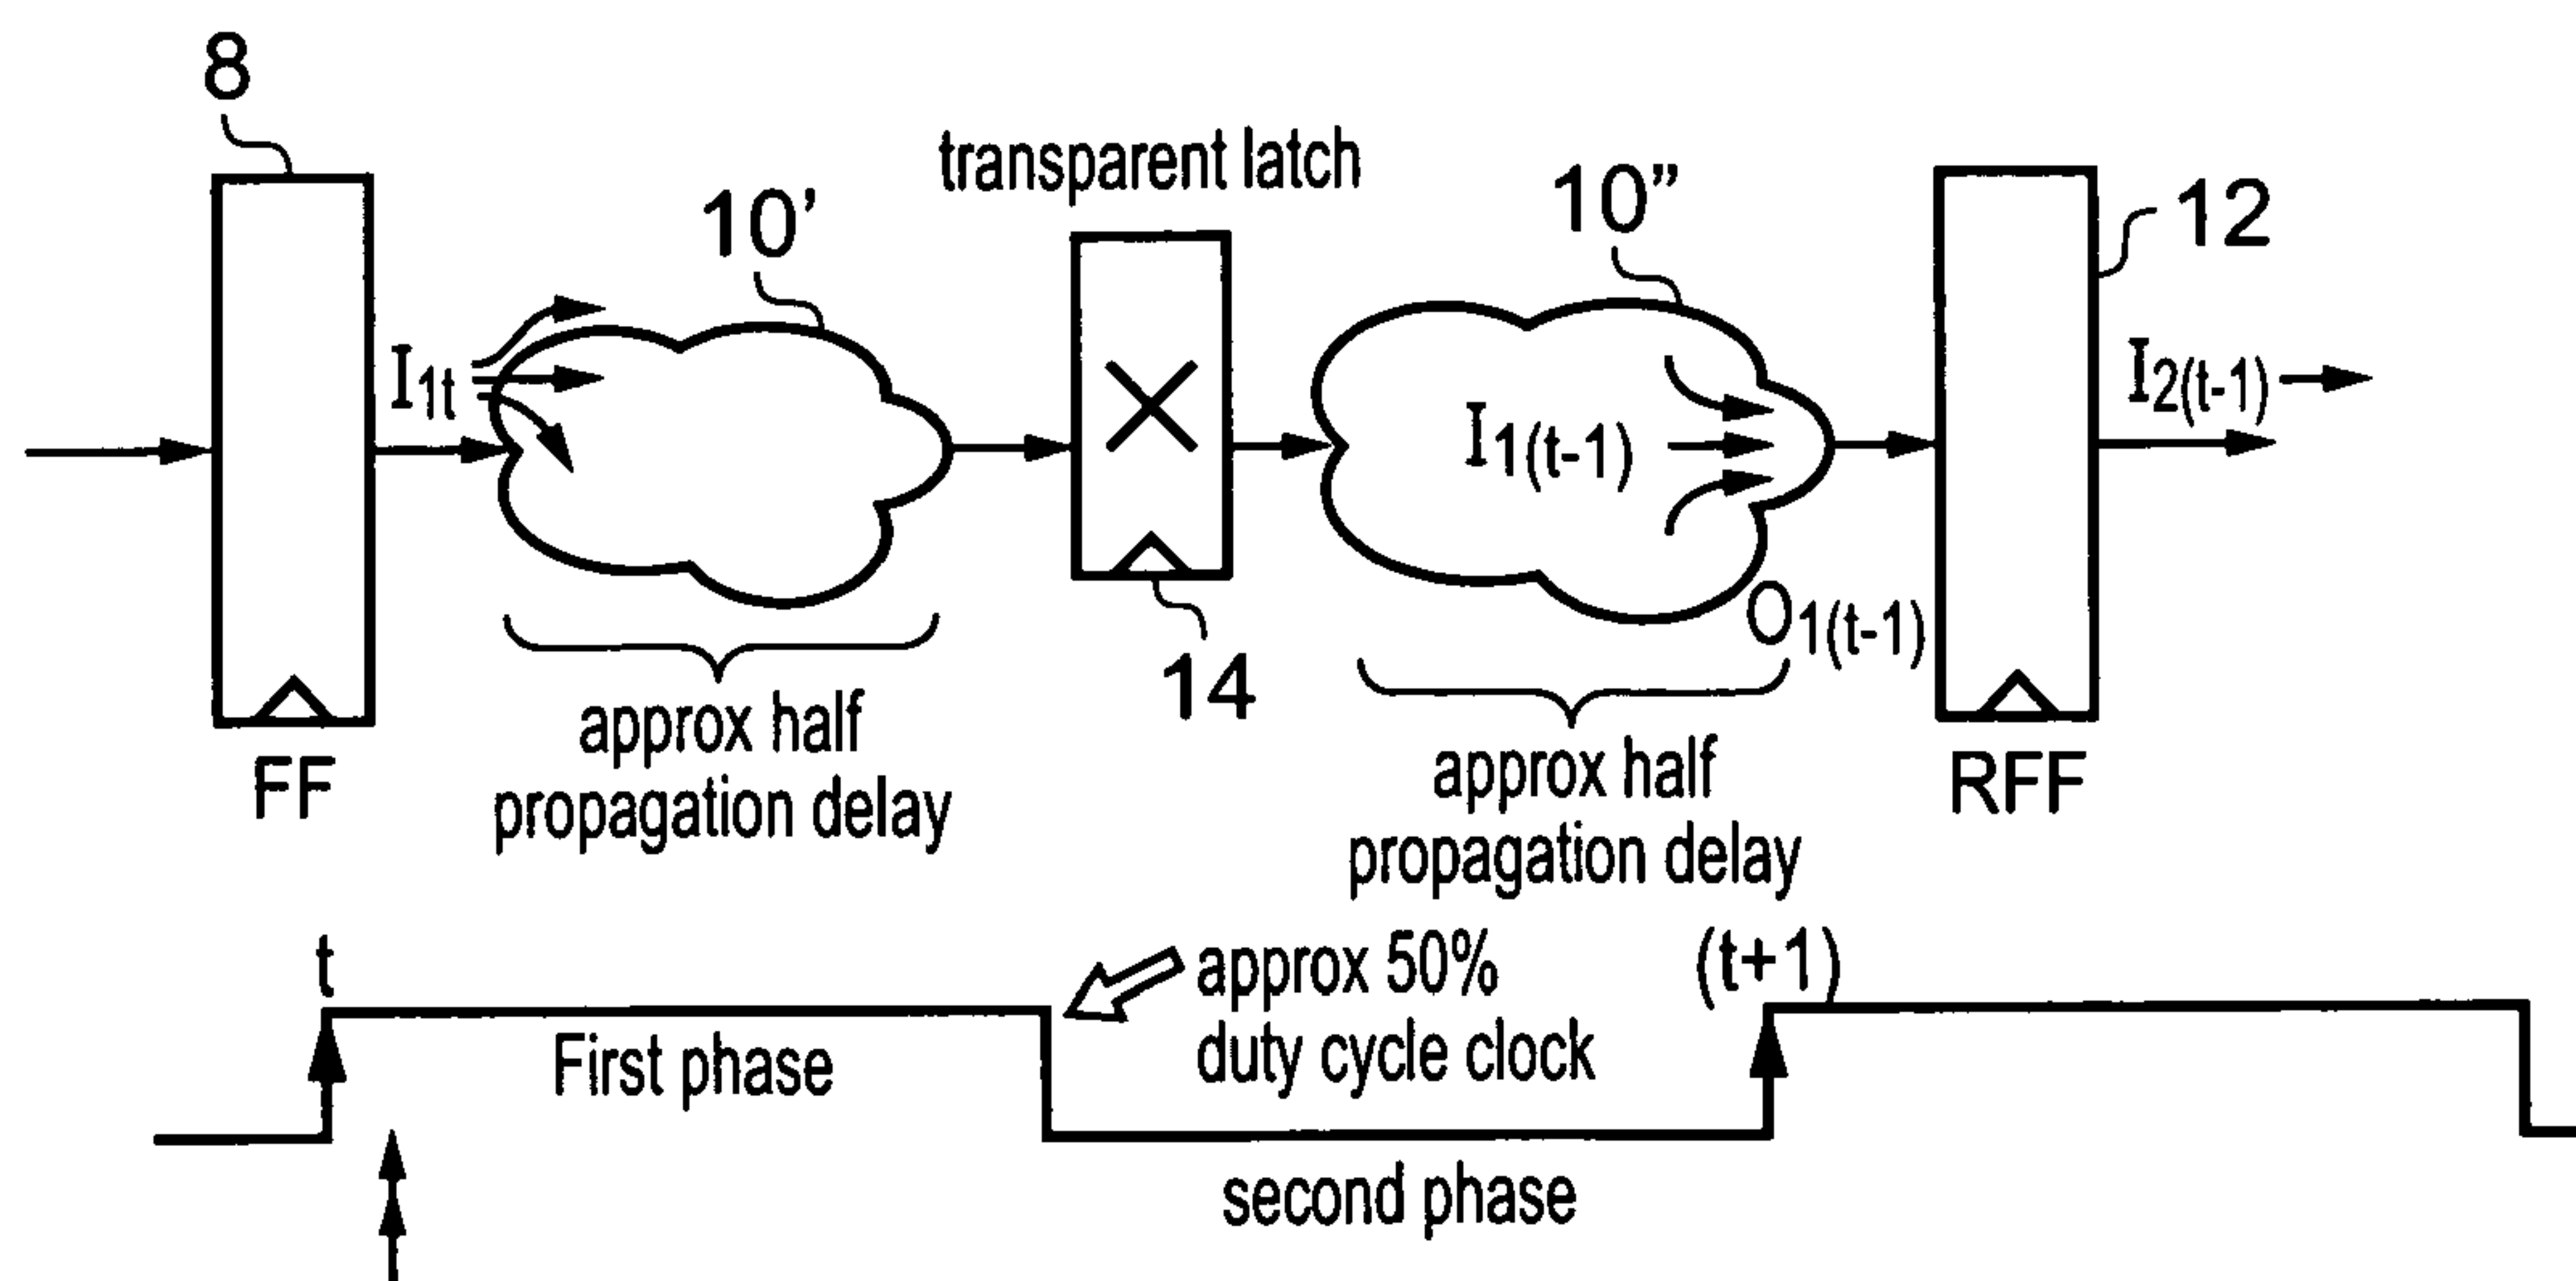 8
transparent latch
10'
10”
12
I1t
I1(t-1)
I2(t-1)
O1(t-1)
14
approx half
propagation delay
approx half
propagation delay
FF
RFF
t
approx 50%
duty cycle clock
(t+1)
First phase
second phase